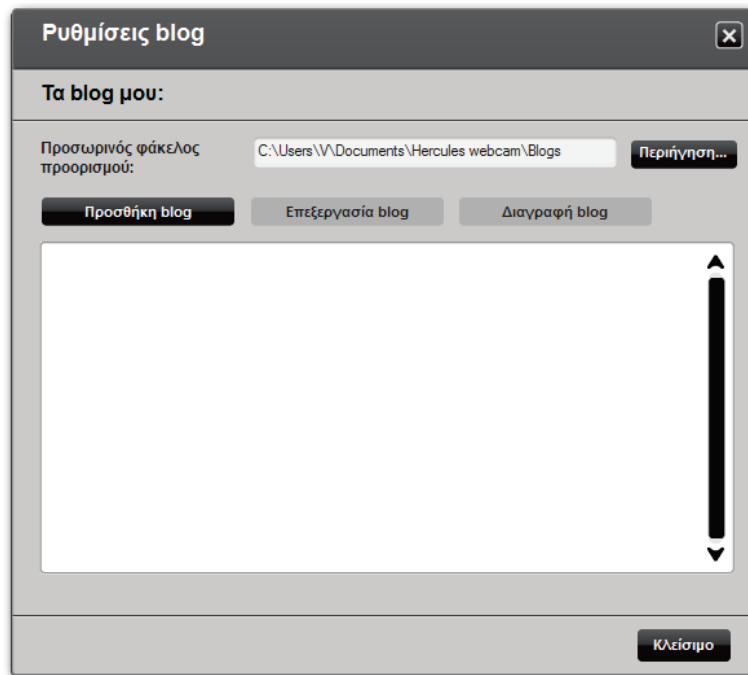 Ρυθμίσεις blog
Τα blog μου:
Προσωρινός φάκελος
προορισμού:
C:\Users\V\Documents\Hercules webcam\Blogs
Περιήγηση...
Προσθήκη blog
Επεξεργασία blog
Διαγραφή blog
Κλείσιμο